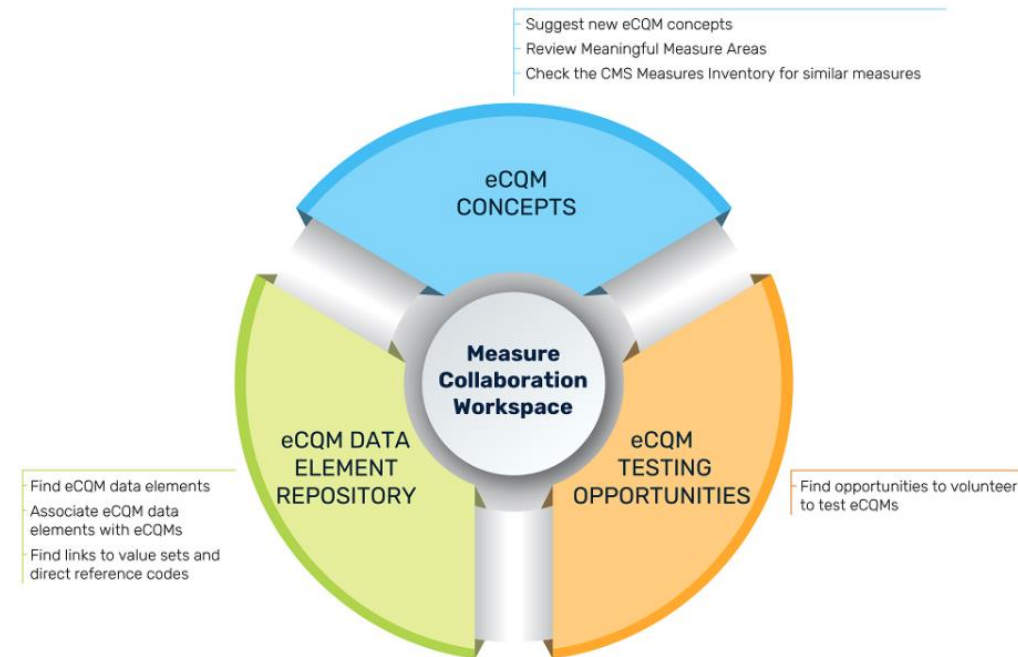 Suggest new eCQM concepts
Review Meaningful Measure Areas
Check the CMS Measures Inventory for similar measures
eCQM
CONCEPTS
Measure
Collaboration
Workspace
eCQM DATA
ELEMENT
REPOSITORY
eCQM
TESTING
OPPORTUNITIES
Find eCQM data elements
Associate eCQM data
elements with eCQMs
Find links to value sets and
direct reference codes
Find opportunities to volunteer
to test eCQMs